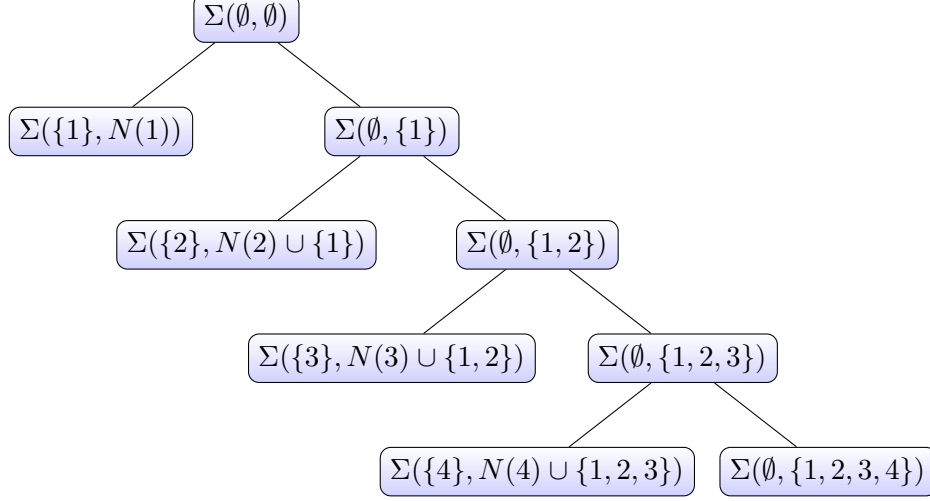 Σ(∅, ∅)
Σ({1}, N(1))
Σ(∅, {1})
Σ({2}, N(2) ∪ {1})
Σ(∅, {1, 2})
Σ({3}, N(3) ∪ {1, 2})
Σ(∅, {1, 2, 3})
Σ({4}, N(4) ∪ {1, 2, 3})
Σ(∅, {1, 2, 3, 4})